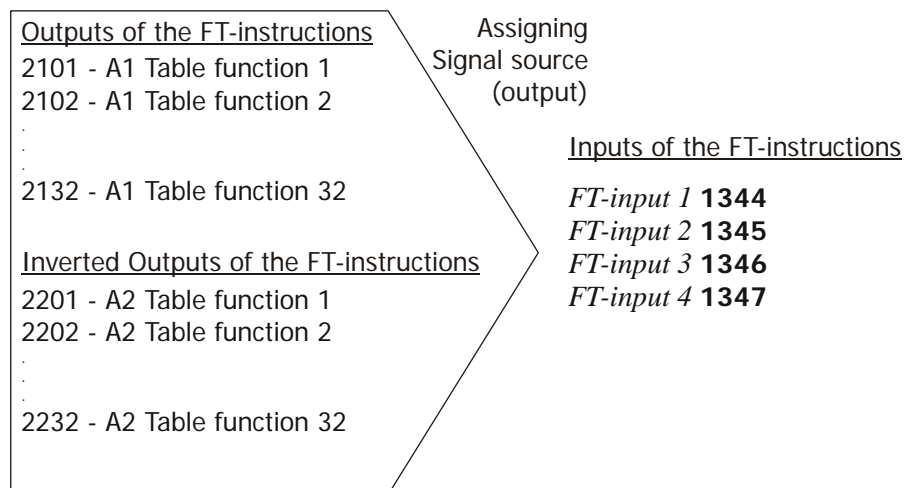 Outputs of the FT-instructions
2101 - A1 Table function 1
2102 - A1 Table function 2
.
.
.
2132 - A1 Table function 32
Inverted Outputs of the FT-instructions
2201 - A2 Table function 1
2202 - A2 Table function 2
.
.
.
2232 - A2 Table function 32
Assigning
Signal source
(output)
Inputs of the FT-instructions
FT-input 1 1344
FT-input 2 1345
FT-input 3 1346
FT-input 4 1347